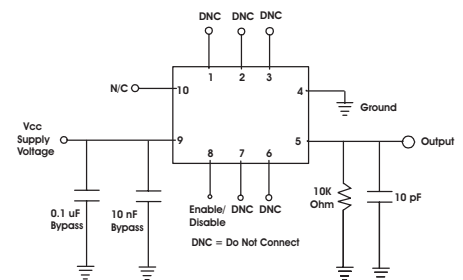 DNC DNC DNC
1 2 3
N/C 10
4
Ground
Vcc
Supply
Voltage
9
5
Output
8 7 6
0.1 uF
Bypass
10 nF
Bypass
Enable/
Disable
DNC DNC
10K
Ohm
10 pF
DNC = Do Not Connect